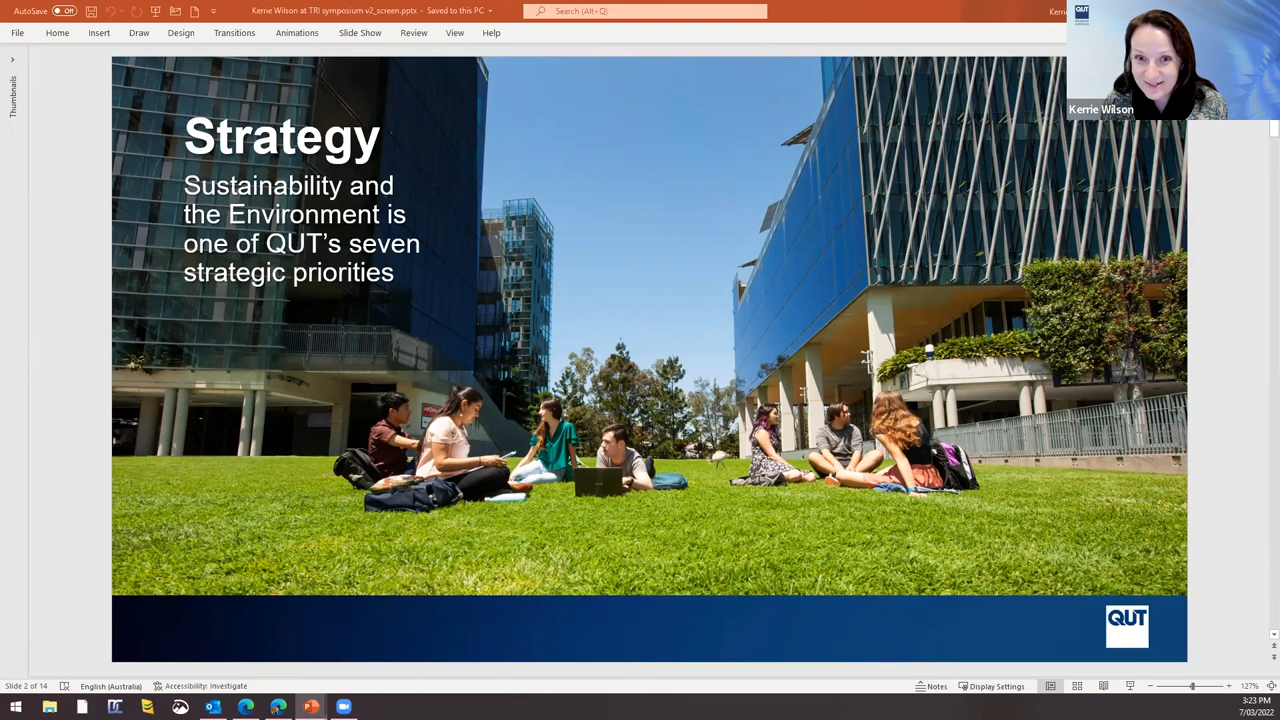 AutoSave
Off
Kerrie Wilson at TRI symposium v2_screen.pptx - Saved to this PC
Search (Alt+Q)
Kerri
File
Home
Insert
Draw
Design
Transitions
Animations
Slide Show
Review
View
Help
QUT
Kerrie Wilson
Thumbnails
Strategy
Sustainability and
the Environment is
one of QUT's seven
strategic priorities
QUT
Slide 2 of 14
English (Australia)
Accessibility: Investigate
Notes
Display Settings
127%
3:23 PM
7/03/2022